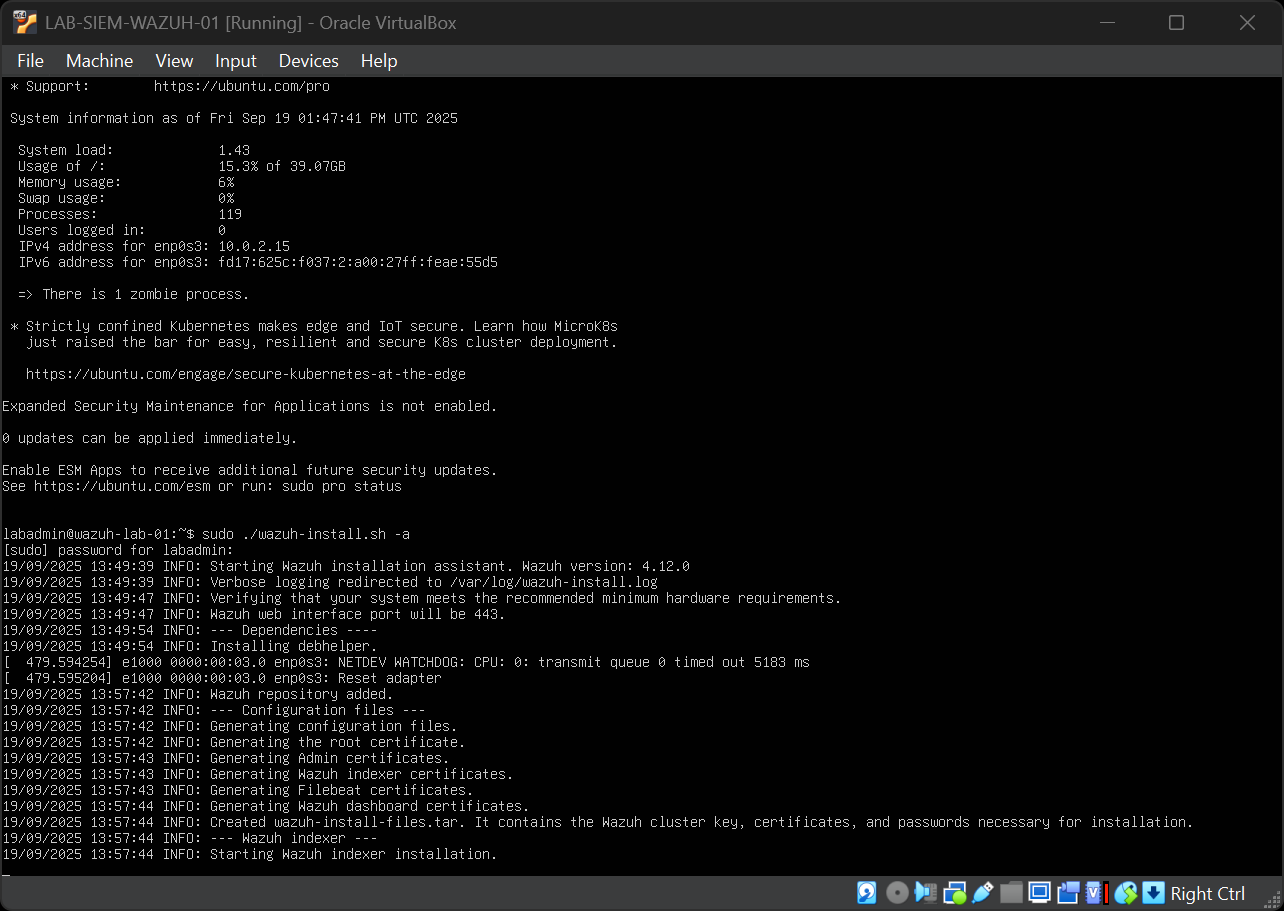 LAB-SIEM-WAZUH-01 [Running] - Oracle VirtualBox
File Machine View Input Devices Help
* Support: https://ubuntu.com/pro
System information as of Fri Sep 19 01:47:41 PM UTC 2025
System load: 1.43
Usage of /: 15.3% of 39.07GB
Memory usage: 6%
Swap usage: 0%
Processes: 119
Users logged in: 0
IPv4 address for enp0s3: 10.0.2.15
IPv6 address for enp0s3: fd17:625c:f037:2:a00:27ff:feae:55d5
=> There is 1 zombie process.
* Strictly confined Kubernetes makes edge and IoT secure. Learn how MicroK8s
just raised the bar for easy, resilient and secure K8s cluster deployment.
https://ubuntu.com/engage/secure-kubernetes-at-the-edge
Expanded Security Maintenance for Applications is not enabled.
0 updates can be applied immediately.
Enable ESM Apps to receive additional future security updates.
See https://ubuntu.com/esm or run: sudo pro status
labadmin@wazuh-lab-01:~$ sudo ./wazuh-install.sh -a
[sudo] password for labadmin:
19/09/2025 13:49:39 INFO: Starting Wazuh installation assistant. Wazuh version: 4.12.0
19/09/2025 13:49:39 INFO: Verbose logging redirected to /var/log/wazuh-install.log
19/09/2025 13:49:47 INFO: Verifying that your system meets the recommended minimum hardware requirements.
19/09/2025 13:49:47 INFO: Wazuh web interface port will be 443.
19/09/2025 13:49:54 INFO: --- Dependencies ----
19/09/2025 13:49:54 INFO: Installing debhelper.
[  479.594254] e1000 0000:00:03.0 enp0s3: NETDEV WATCHDOG: CPU: 0: transmit queue 0 timed out 5183 ms
[  479.595204] e1000 0000:00:03.0 enp0s3: Reset adapter
19/09/2025 13:57:42 INFO: Wazuh repository added.
19/09/2025 13:57:42 INFO: --- Configuration files ---
19/09/2025 13:57:42 INFO: Generating configuration files.
19/09/2025 13:57:42 INFO: Generating the root certificate.
19/09/2025 13:57:43 INFO: Generating Admin certificates.
19/09/2025 13:57:43 INFO: Generating Wazuh indexer certificates.
19/09/2025 13:57:43 INFO: Generating Filebeat certificates.
19/09/2025 13:57:44 INFO: Generating Wazuh dashboard certificates.
19/09/2025 13:57:44 INFO: Created wazuh-install-files.tar. It contains the Wazuh cluster key, certificates, and passwords necessary for installation.
19/09/2025 13:57:44 INFO: --- Wazuh indexer ---
19/09/2025 13:57:44 INFO: Starting Wazuh indexer installation.
Right Ctrl